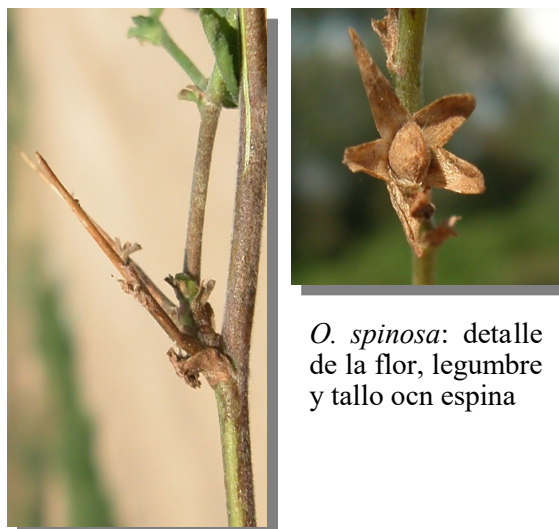 O. spinosa: detalle
de la flor, legumbre
y tallo ocn espina